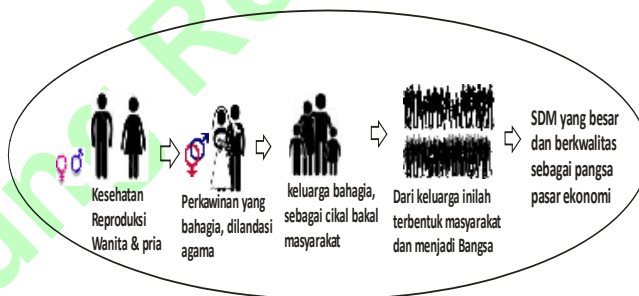 Kesehatan
Reproduksi
Wanita & pria
Perkawinan yang
bahagia, dilandasi
agama
keluarga bahagia,
sebagai cikal bakal
masyarakat
Dari keluarga inilah
terbentuk masyarakat
dan menjadi Bangsa
SDM yang besar
dan berkwalitas
sebagai pangsa
pasar ekonomi